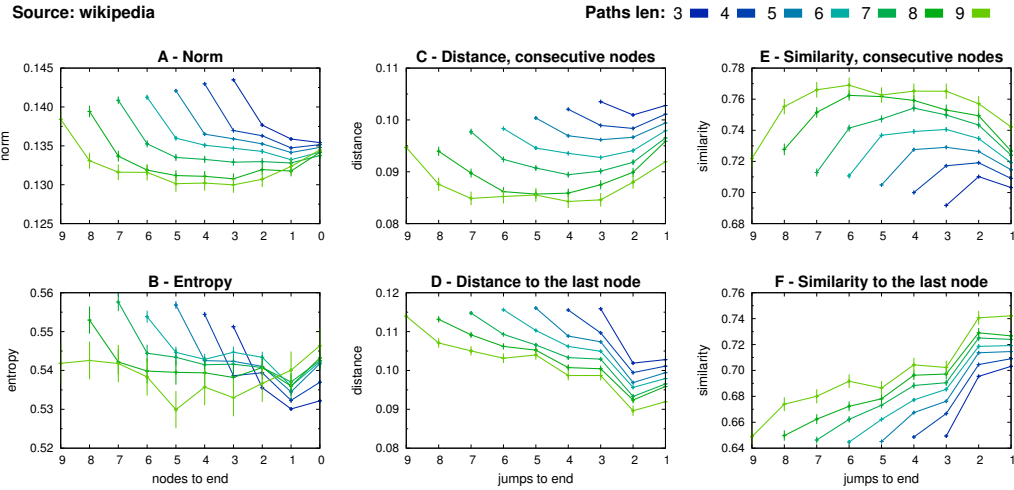 Source: wikipedia
Paths len: 3 4 5 6 7 8 9
A - Norm
0.145
0.140
0.135
0.130
0.125
norm
9 8 7 6 5 4 3 2 1 0
C - Distance, consecutive nodes
0.11
0.10
0.09
0.08
distance
9 8 7 6 5 4 3 2 1
E - Similarity, consecutive nodes
0.78
0.76
0.74
0.72
0.70
0.68
similarity
9 8 7 6 5 4 3 2 1
B - Entropy
0.56
0.55
0.54
0.53
0.52
entropy
9 8 7 6 5 4 3 2 1 0
nodes to end
D - Distance to the last node
0.12
0.11
0.10
0.09
0.08
distance
9 8 7 6 5 4 3 2 1
jumps to end
F - Similarity to the last node
0.76
0.74
0.72
0.70
0.68
0.66
0.64
similarity
9 8 7 6 5 4 3 2 1
jumps to end